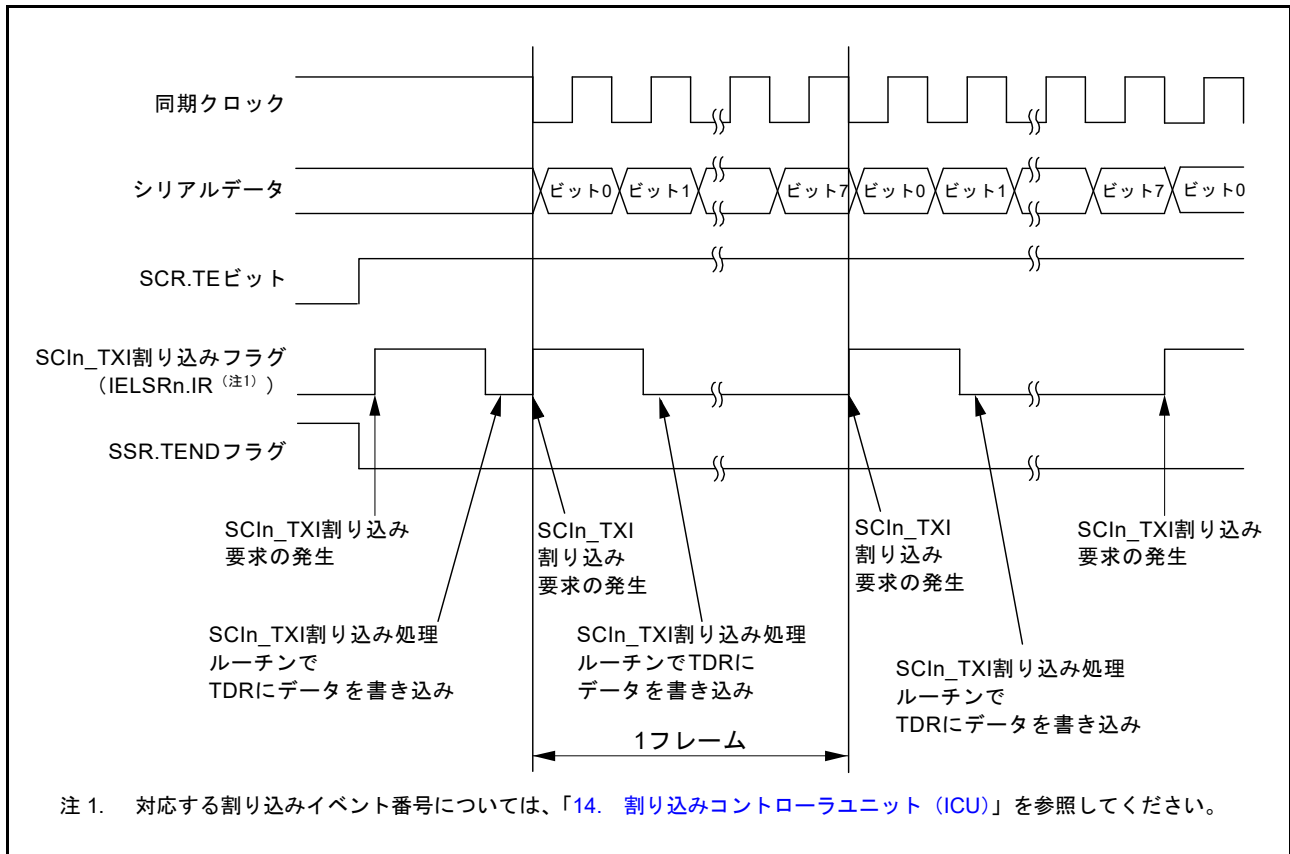 同期クロック
シリアルデータ
ビット0 ビット1 ビット7 ビット0 ビット1 ビット7 ビット0
SCR.TEビット
SCIn_TXI割り込みフラグ
（IELSRn.IR（注1））
SSR.TENDフラグ
SCIn_TXI割り込み
要求の発生
SCIn_TXI
割り込み
要求の発生
SCIn_TXI
割り込み
要求の発生
SCIn_TXI割り込み
要求の発生
SCIn_TXI割り込み処理
ルーチンで
TDRにデータを書き込み
SCIn_TXI割り込み処理
ルーチンでTDRに
データを書き込み
SCIn_TXI割り込み処理
ルーチンで
TDRにデータを書き込み
1フレーム
注 1. 対応する割り込みイベント番号については、「14. 割り込みコントローラユニット（ICU）」を参照してください。